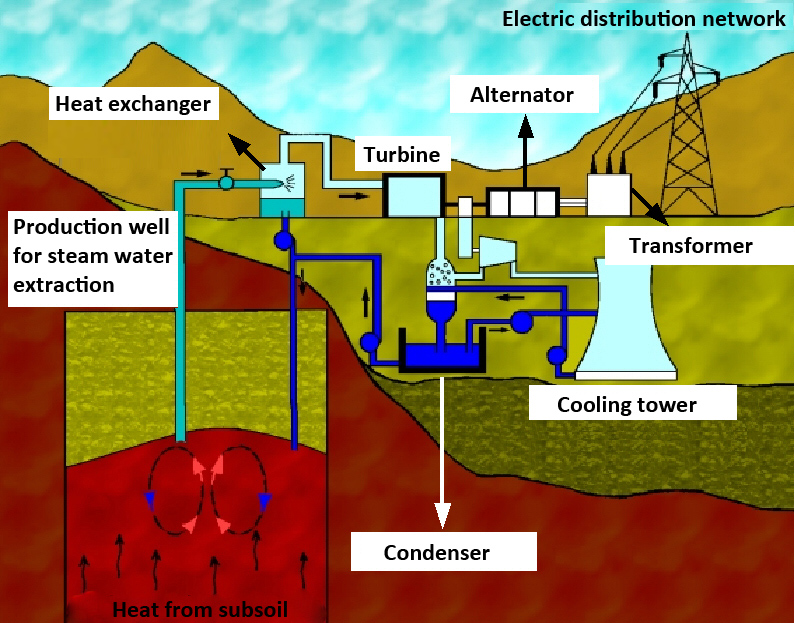 Electric distribution network
Heat exchanger
Alternator
Turbine
Production well
for steam water
extraction
Transformer
Cooling tower
Condenser
Heat from subsoil